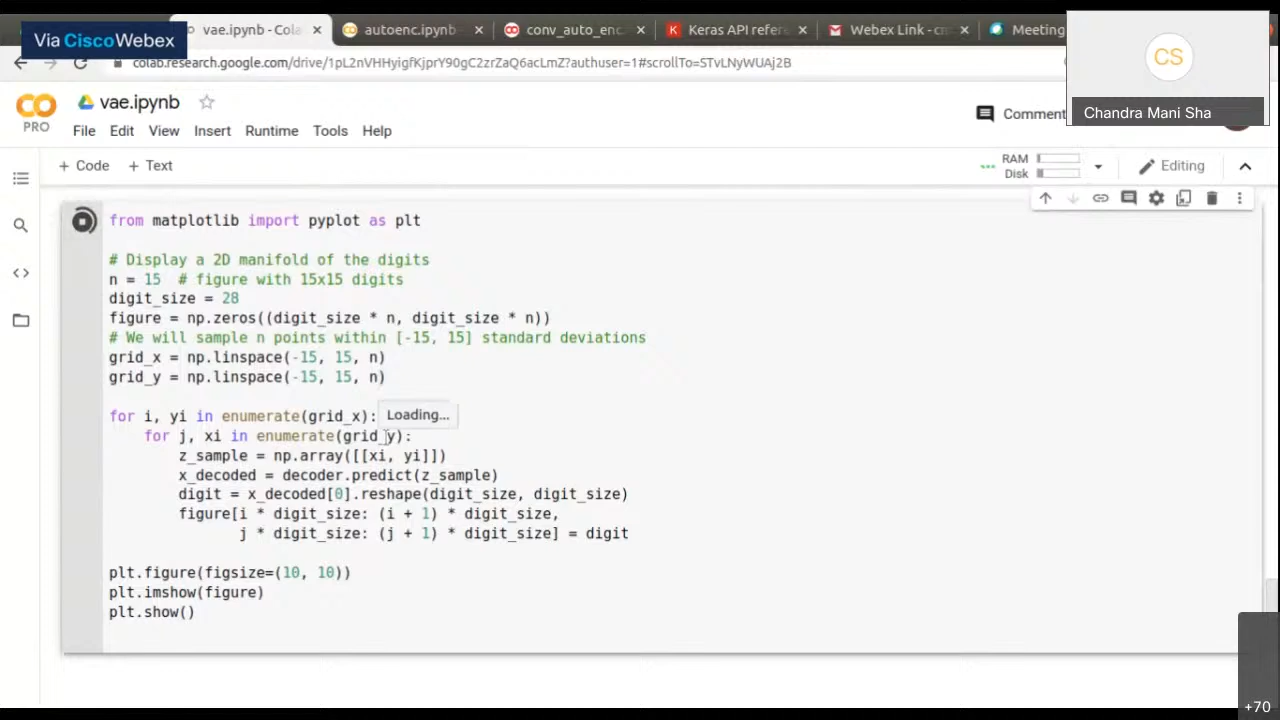 Via Cisco Webex
vae.ipynb - Cola
autoenc.ipynb
conv_auto_enc
Keras API refere
Webex Link - cm
Meeting
colab.research.google.com/drive/1pL2nVHHyigfKjprY90gC2zrZaQ6acLmZ?authuser=1#scrollTo=STvLNyWUAj2B
CS
Chandra Mani Sha
CO
PRO
vae.ipynb
Comment
File Edit View Insert Runtime Tools Help
+ Code + Text
RAM
Disk
Editing
from matplotlib import pyplot as plt
# Display a 2D manifold of the digits
n = 15  # figure with 15x15 digits
digit_size = 28
figure = np.zeros((digit_size * n, digit_size * n))
# We will sample n points within [-15, 15] standard deviations
grid_x = np.linspace(-15, 15, n)
grid_y = np.linspace(-15, 15, n)
for i, yi in enumerate(grid_x):
Loading...
    for j, xi in enumerate(grid_y):
        z_sample = np.array([[xi, yi]])
        x_decoded = decoder.predict(z_sample)
        digit = x_decoded[0].reshape(digit_size, digit_size)
        figure[i * digit_size: (i + 1) * digit_size,
               j * digit_size: (j + 1) * digit_size] = digit
plt.figure(figsize=(10, 10))
plt.imshow(figure)
plt.show()
+70